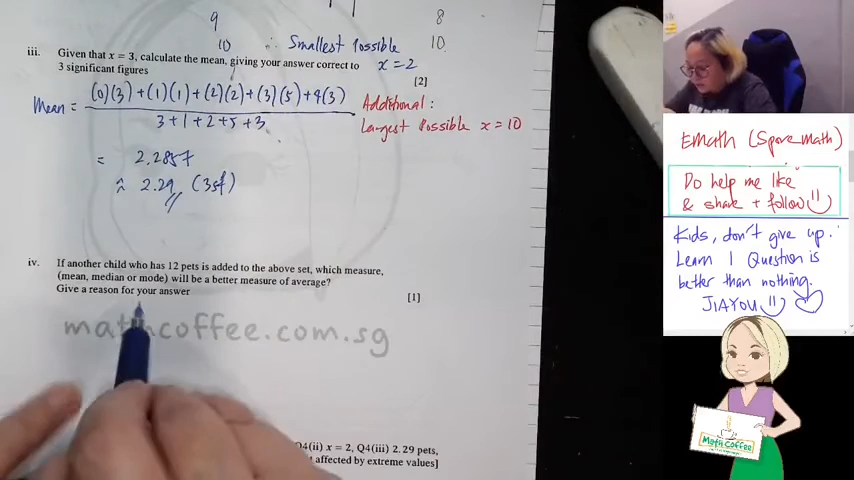 9
8
10
∴ Smallest Possible
x = 2
10
iii. Given that x = 3, calculate the mean, giving your answer correct to
3 significant figures
[2]
Mean = (0)(3) + (1)(1) + (2)(2) + (3)(5) + 4(3)
3 + 1 + 2 + 5 + 3
= 2.2857
≈ 2.29 (3sf)
Additional :
Largest Possible x = 10
iv. If another child who has 12 pets is added to the above set, which measure,
(mean, median or mode) will be a better measure of average?
Give a reason for your answer
[1]
mathcoffee.com.sg
Q4(ii) x = 2, Q4(iii) 2.29 pets,
affected by extreme values]
Emath (Spore math)
Do help me like
& share + follow
Kids, don't give up.
Learn 1 Question is
better than nothing.
JIAYOU
Math Coffee